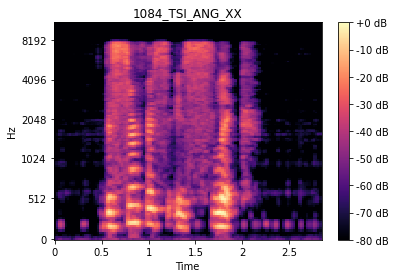 1084_TSI_ANG_XX
+0 dB
8192
-10 dB
4096
-20 dB
-30 dB
2048
Hz
-40 dB
1024
-50 dB
512
-60 dB
-70 dB
0
-80 dB
0 0.5 1 1.5 2 2.5
Time